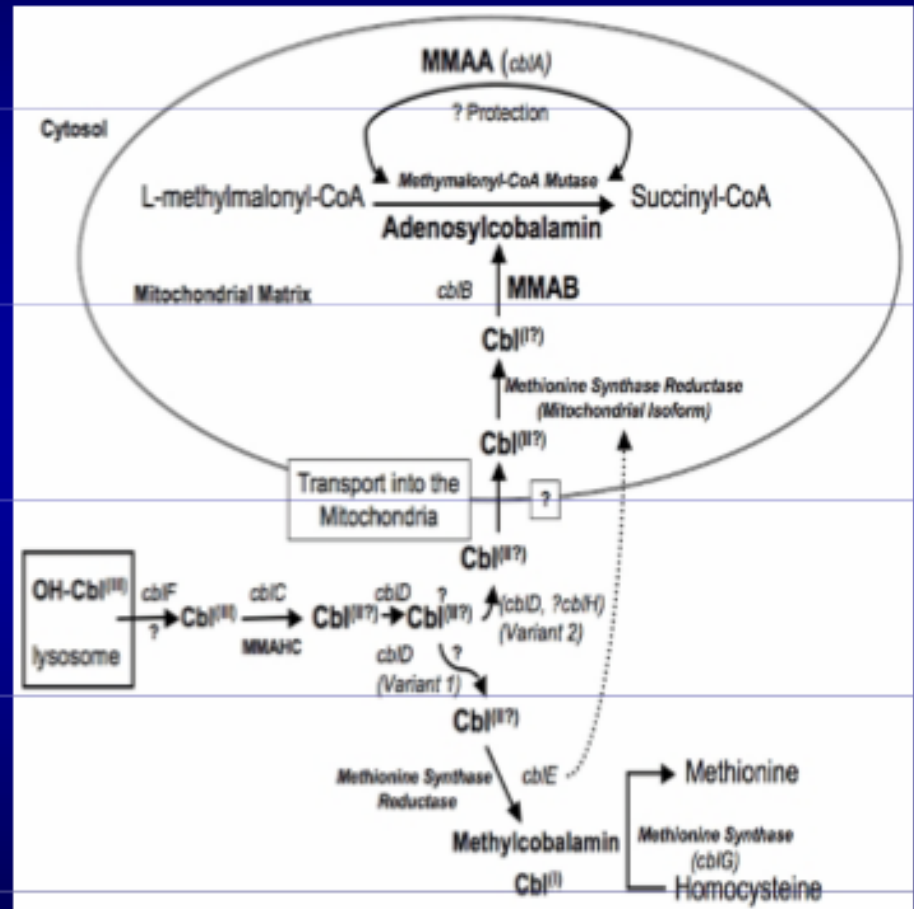 MMAA (cblA)
? Protection
Cytosol
Methymalonyl-CoA Mutase
L-methylmalonyl-CoA
Succinyl-CoA
Adenosylcobalamin
Mitochondrial Matrix
cblB
MMAB
Cbl(I?)
Methionine Synthase Reductase
(Mitochondrial Isoform)
Cbl(II?)
Transport into the
Mitochondria
?
Cbl(II?)
OH-Cbl(III)
lysosome
cblF
?
Cbl(III)
cblC
MMAHC
Cbl(II?)
cblD
?
Cbl(II?)
(cblD, ?cblH)
(Variant 2)
cblD
(Variant 1)
?
Cbl(II?)
Methionine Synthase
Reductase
cblE
Methionine
Methylcobalamin
Cbl(I)
Methionine Synthase
(cblG)
Homocysteine